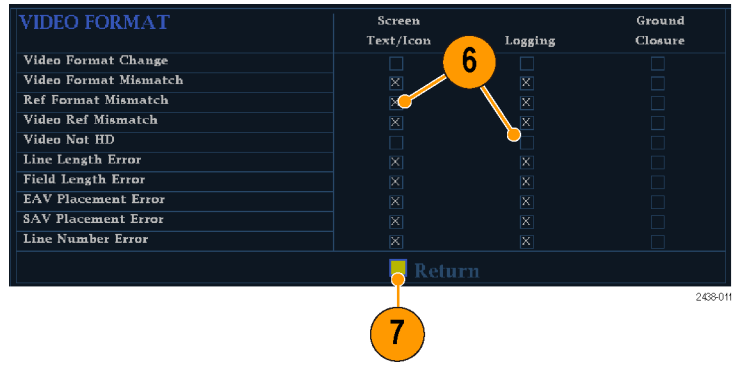 VIDEO FORMAT Screen Ground
Text/Icon Logging Closure
Video Format Change
6
Video Format Mismatch
Ref Format Mismatch
Video Ref Mismatch
Video Not HD
Line Length Error
Field Length Error
EAV Placement Error
SAV Placement Error
Line Number Error
Return
2438-011
7